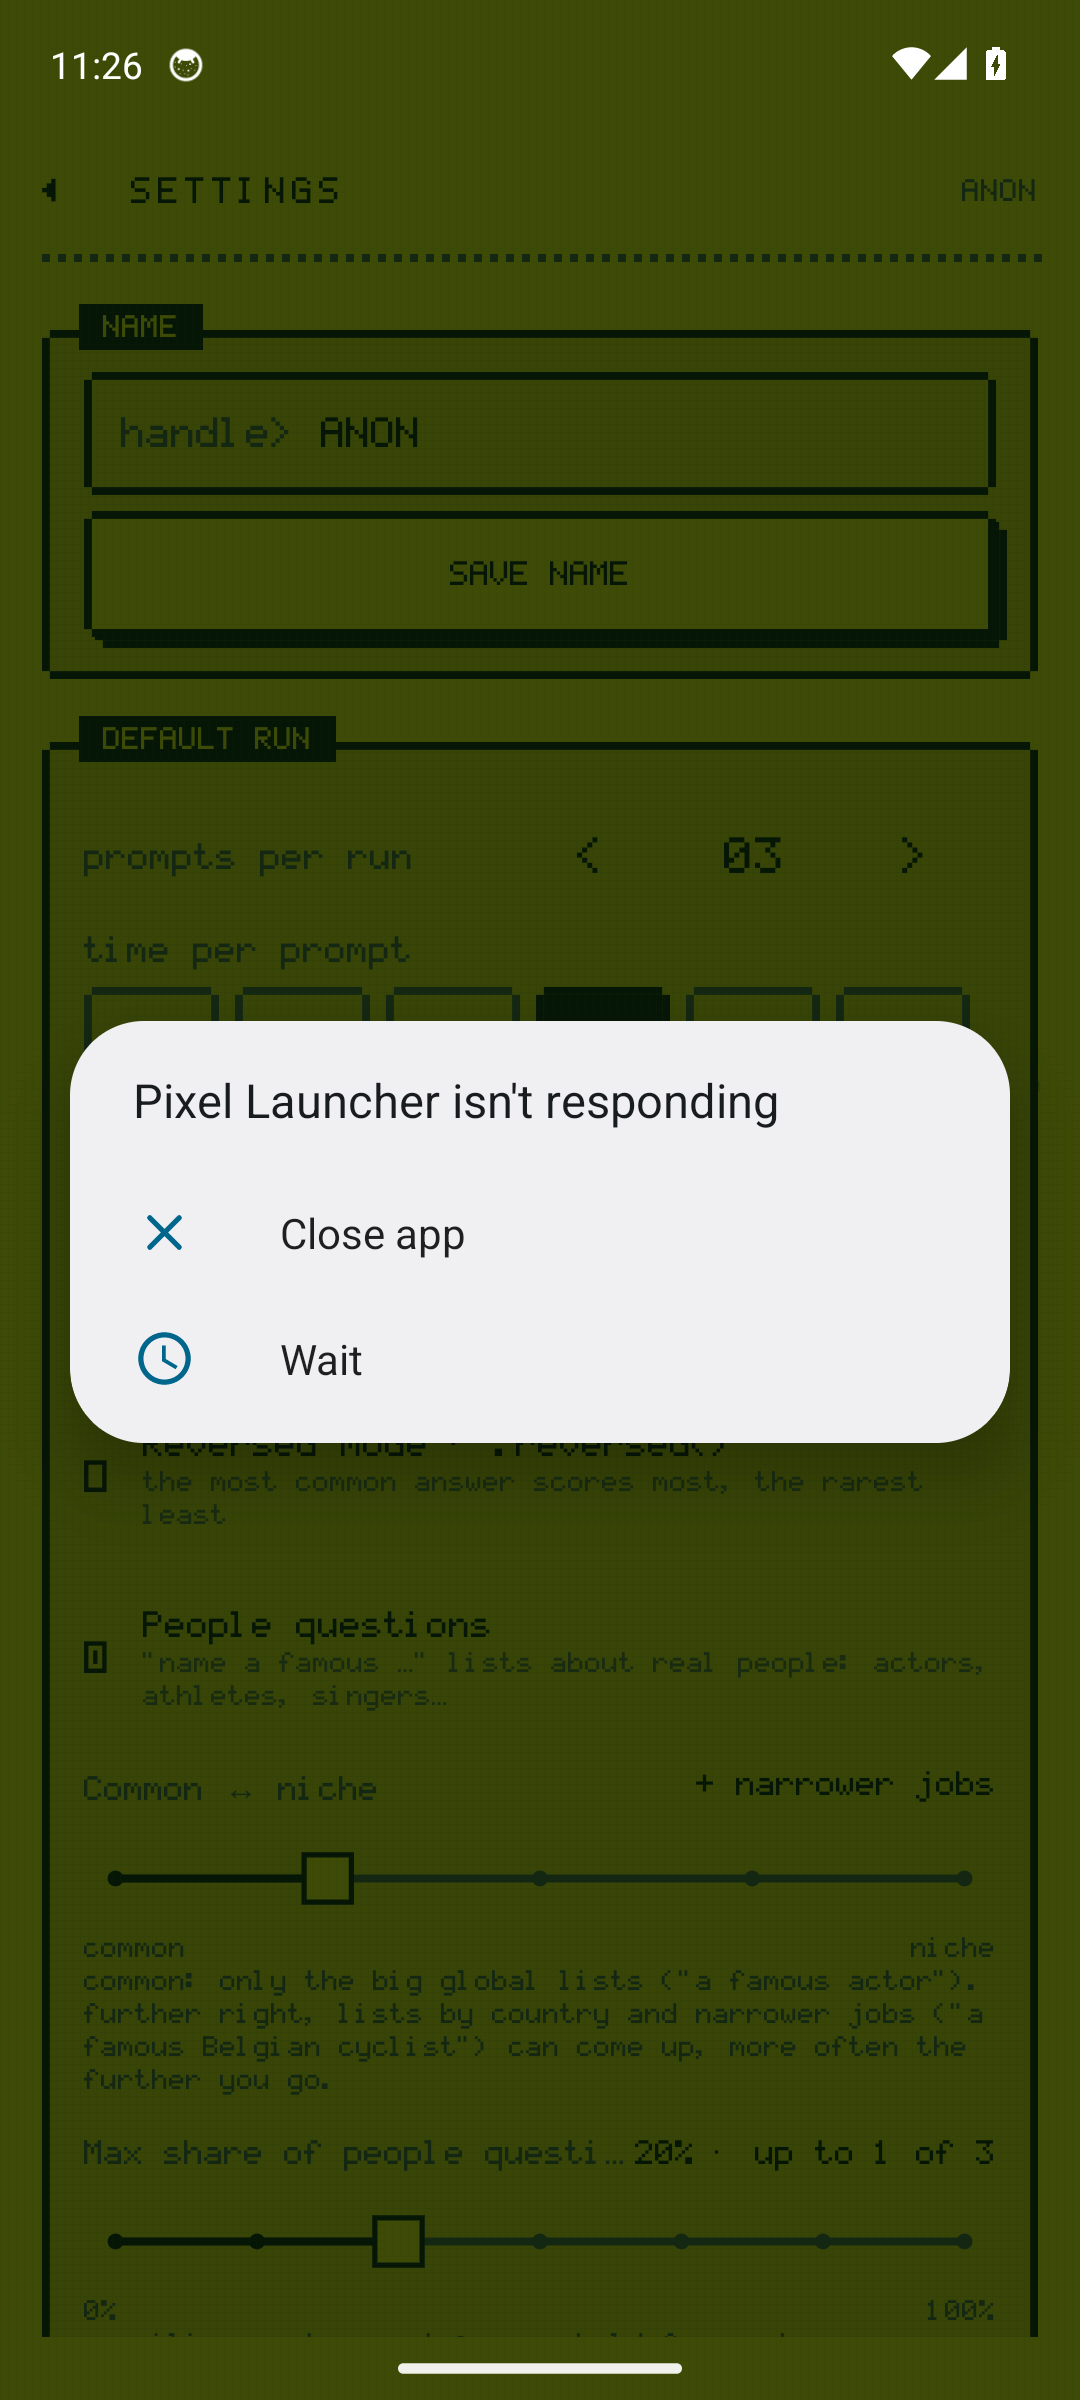 11:26
SETTINGS
ANON
NAME
handle> ANON
SAVE NAME
DEFAULT RUN
prompts per run < 03 >
time per prompt
Pixel Launcher isn't responding
Close app
Wait
Reversed mode · .reversed()
the most common answer scores most, the rarest
least
People questions
"name a famous …" lists about real people: actors,
athletes, singers…
Common ↔ niche + narrower jobs
common niche
common: only the big global lists ("a famous actor").
further right, lists by country and narrower jobs ("a
famous Belgian cyclist") can come up, more often the
further you go.
Max share of people questi… 20% · up to 1 of 3
0% 100%